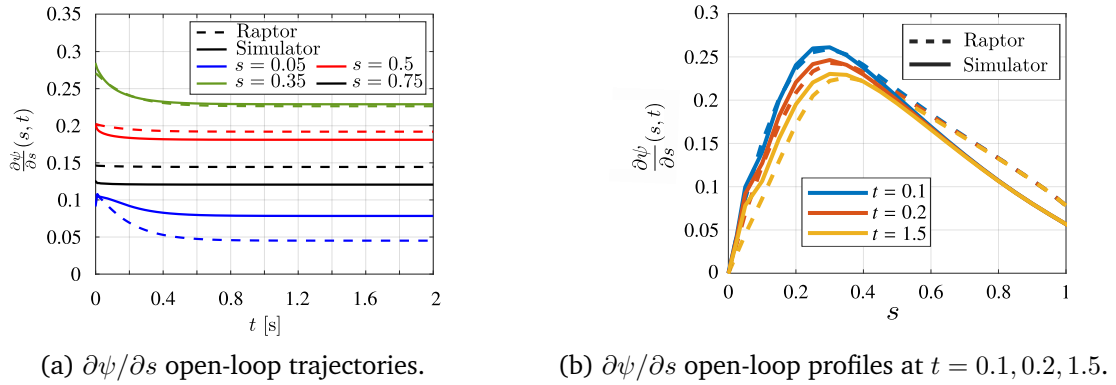 0.35
0.3
0.25
0.2
0.15
0.1
0.05
0
∂ψ/∂s (s, t)
Raptor
Simulator
s = 0.05
s = 0.5
s = 0.35
s = 0.75
0 0.4 0.8 1.2 1.6 2
t [s]
(a) ∂ψ/∂s open-loop trajectories.
0.3
0.25
0.2
0.15
0.1
0.05
0
∂ψ/∂s (s, t)
Raptor
Simulator
t = 0.1
t = 0.2
t = 1.5
0 0.2 0.4 0.6 0.8 1
s
(b) ∂ψ/∂s open-loop profiles at t = 0.1, 0.2, 1.5.